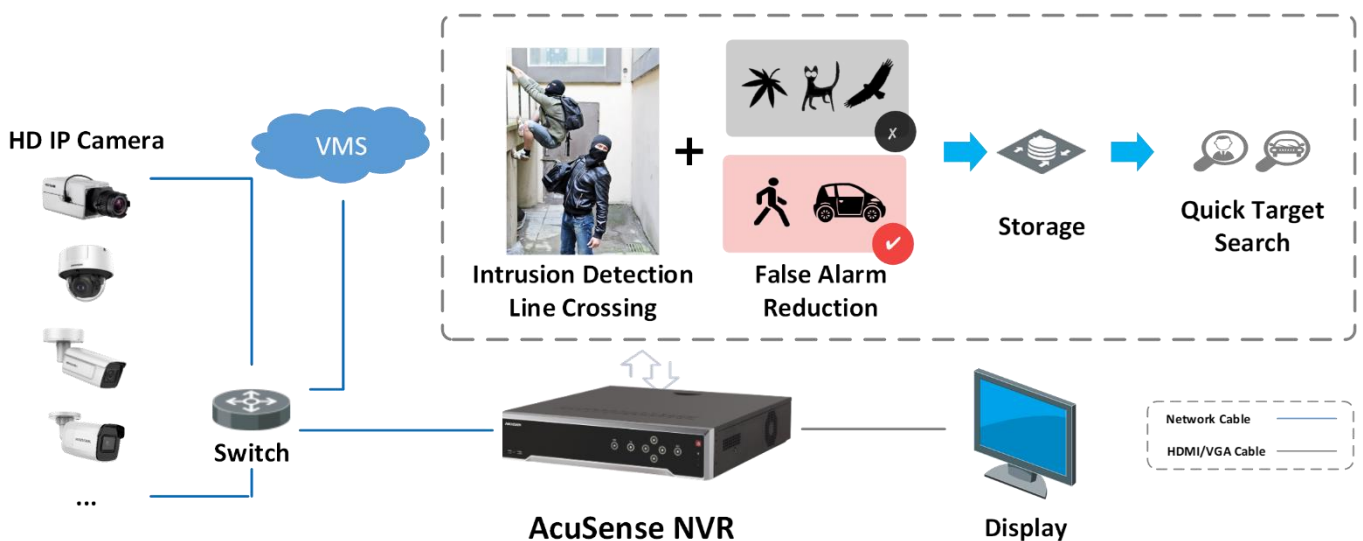 HD IP Camera
VMS
Intrusion Detection
Line Crossing
+
False Alarm
Reduction
Storage
Quick Target
Search
Switch
...
AcuSense NVR
Display
Network Cable
HDMI/VGA Cable